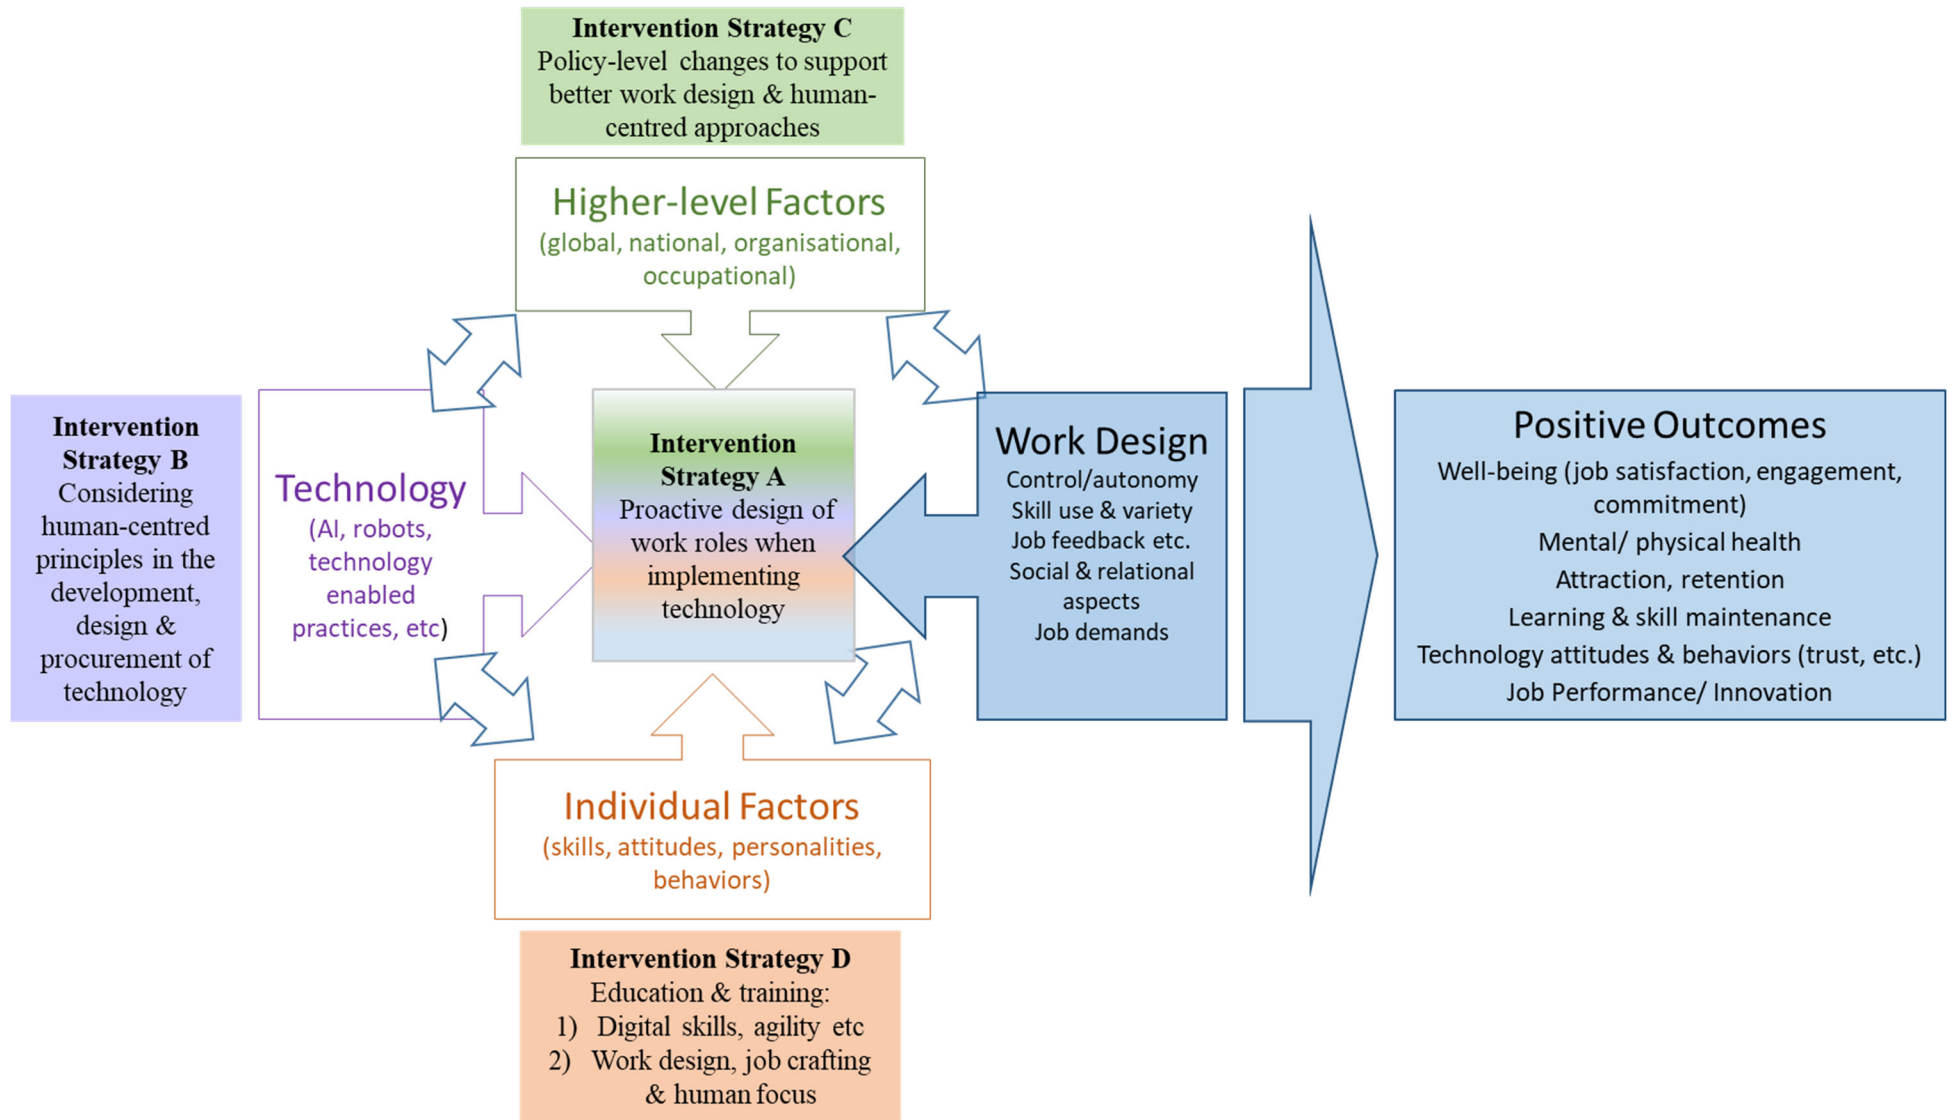 Intervention Strategy C
Policy-level changes to support
better work design & human-
centred approaches
Higher-level Factors
(global, national, organisational,
occupational)
Intervention
Strategy B
Considering
human-centred
principles in the
development,
design &
procurement of
technology
Technology
(AI, robots,
technology
enabled
practices, etc)
Intervention
Strategy A
Proactive design of
work roles when
implementing
technology
Work Design
Control/autonomy
Skill use & variety
Job feedback etc.
Social & relational
aspects
Job demands
Positive Outcomes
Well-being (job satisfaction, engagement,
commitment)
Mental/ physical health
Attraction, retention
Learning & skill maintenance
Technology attitudes & behaviors (trust, etc.)
Job Performance/ Innovation
Individual Factors
(skills, attitudes, personalities,
behaviors)
Intervention Strategy D
Education & training:
1) Digital skills, agility etc
2) Work design, job crafting
& human focus